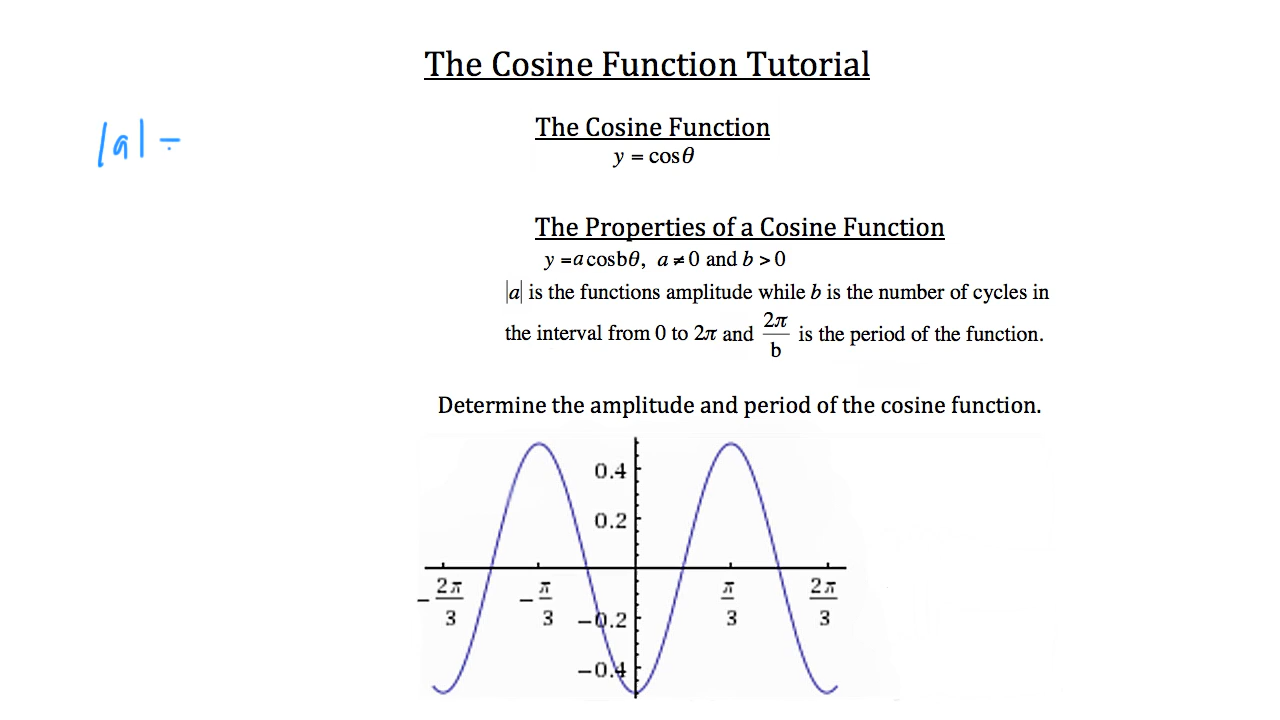 The Cosine Function Tutorial
|a| =
The Cosine Function
y = cosθ
The Properties of a Cosine Function
y =a cosbθ, a ≠ 0 and b > 0
|a| is the functions amplitude while b is the number of cycles in
the interval from 0 to 2π and 2π/b is the period of the function.
Determine the amplitude and period of the cosine function.
0.4
0.2
-2π/3 -π/3 π/3 2π/3
-0.2
-0.4